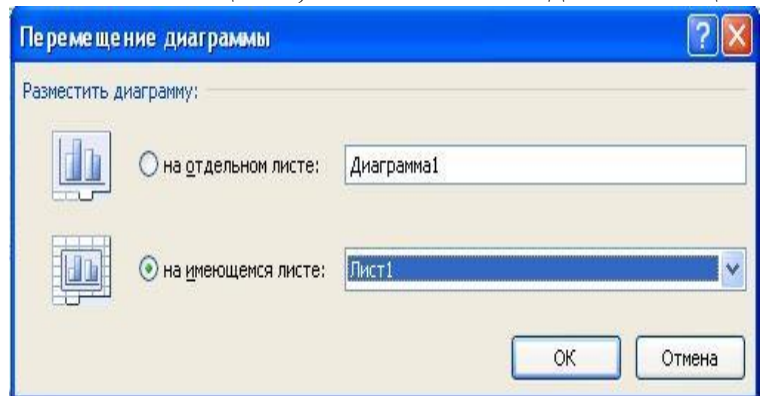 Перемещение диаграммы
Разместить диаграмму:
на отдельном листе: Диаграмма1
на имеющемся листе: Лист1
ОК Отмена